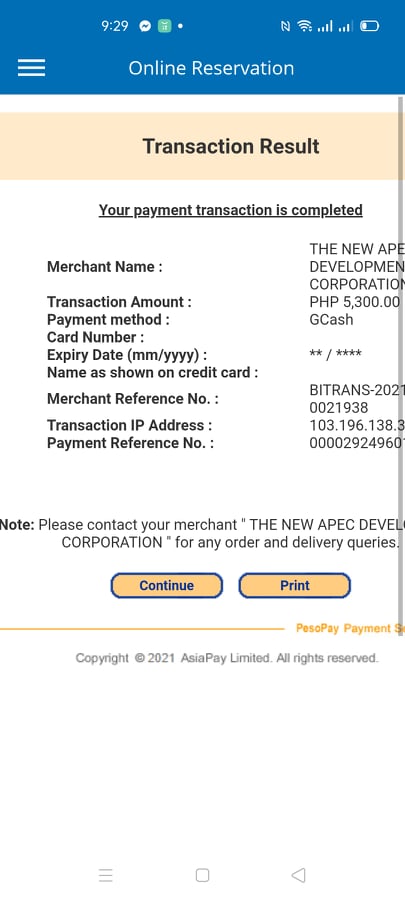 9:29
Online Reservation
Transaction Result
Your payment transaction is completed
Merchant Name : THE NEW APE
DEVELOPMEN
CORPORATION
Transaction Amount : PHP 5,300.00
Payment method : GCash
Card Number :
Expiry Date (mm/yyyy) : ** / ****
Name as shown on credit card :
Merchant Reference No. : BITRANS-2021
0021938
Transaction IP Address : 103.196.138.3
Payment Reference No. : 00002924960
Note: Please contact your merchant " THE NEW APEC DEVEL
CORPORATION " for any order and delivery queries.
Continue Print
PesoPay Payment S
Copyright © 2021 AsiaPay Limited. All rights reserved.